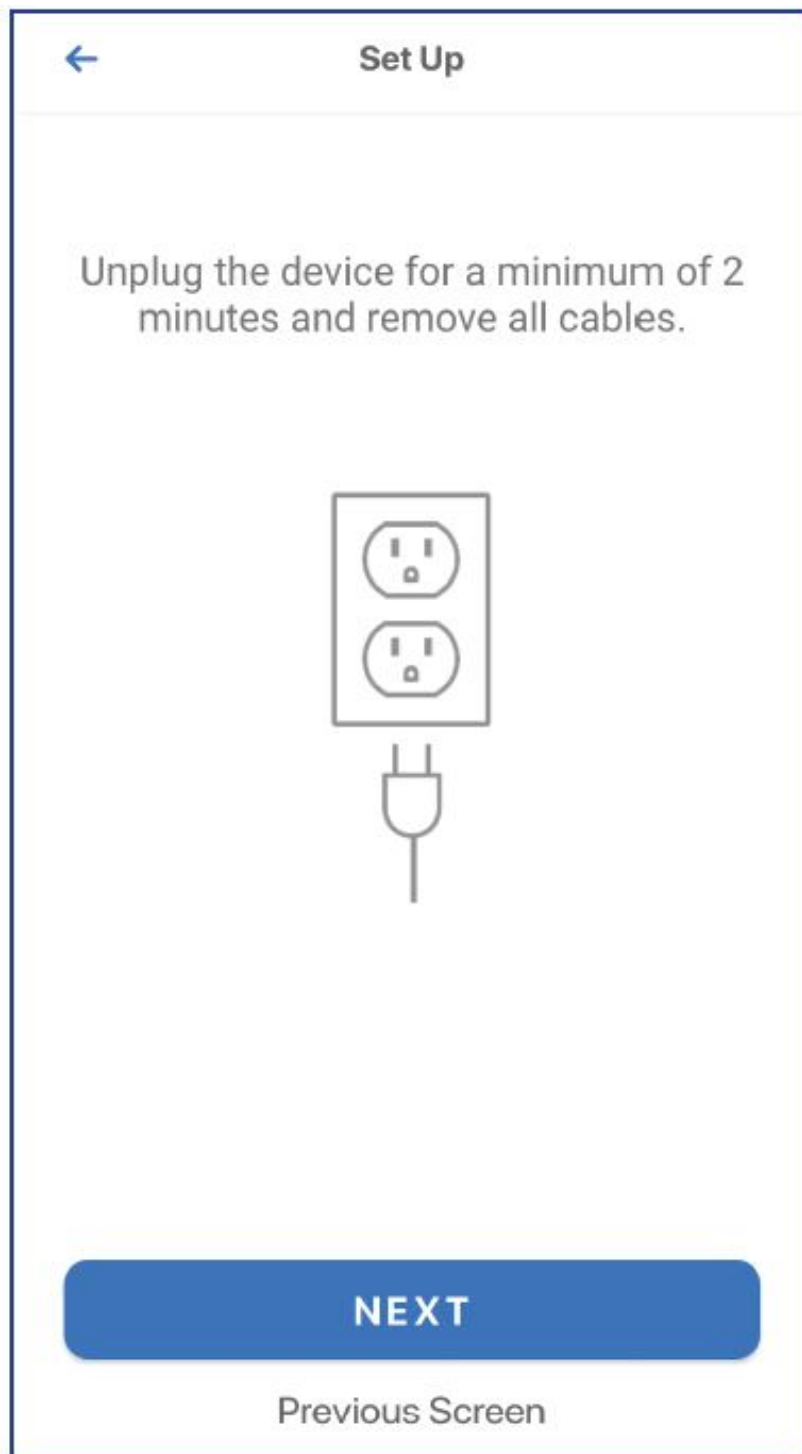 Set Up
Unplug the device for a minimum of 2
minutes and remove all cables.
NEXT
Previous Screen